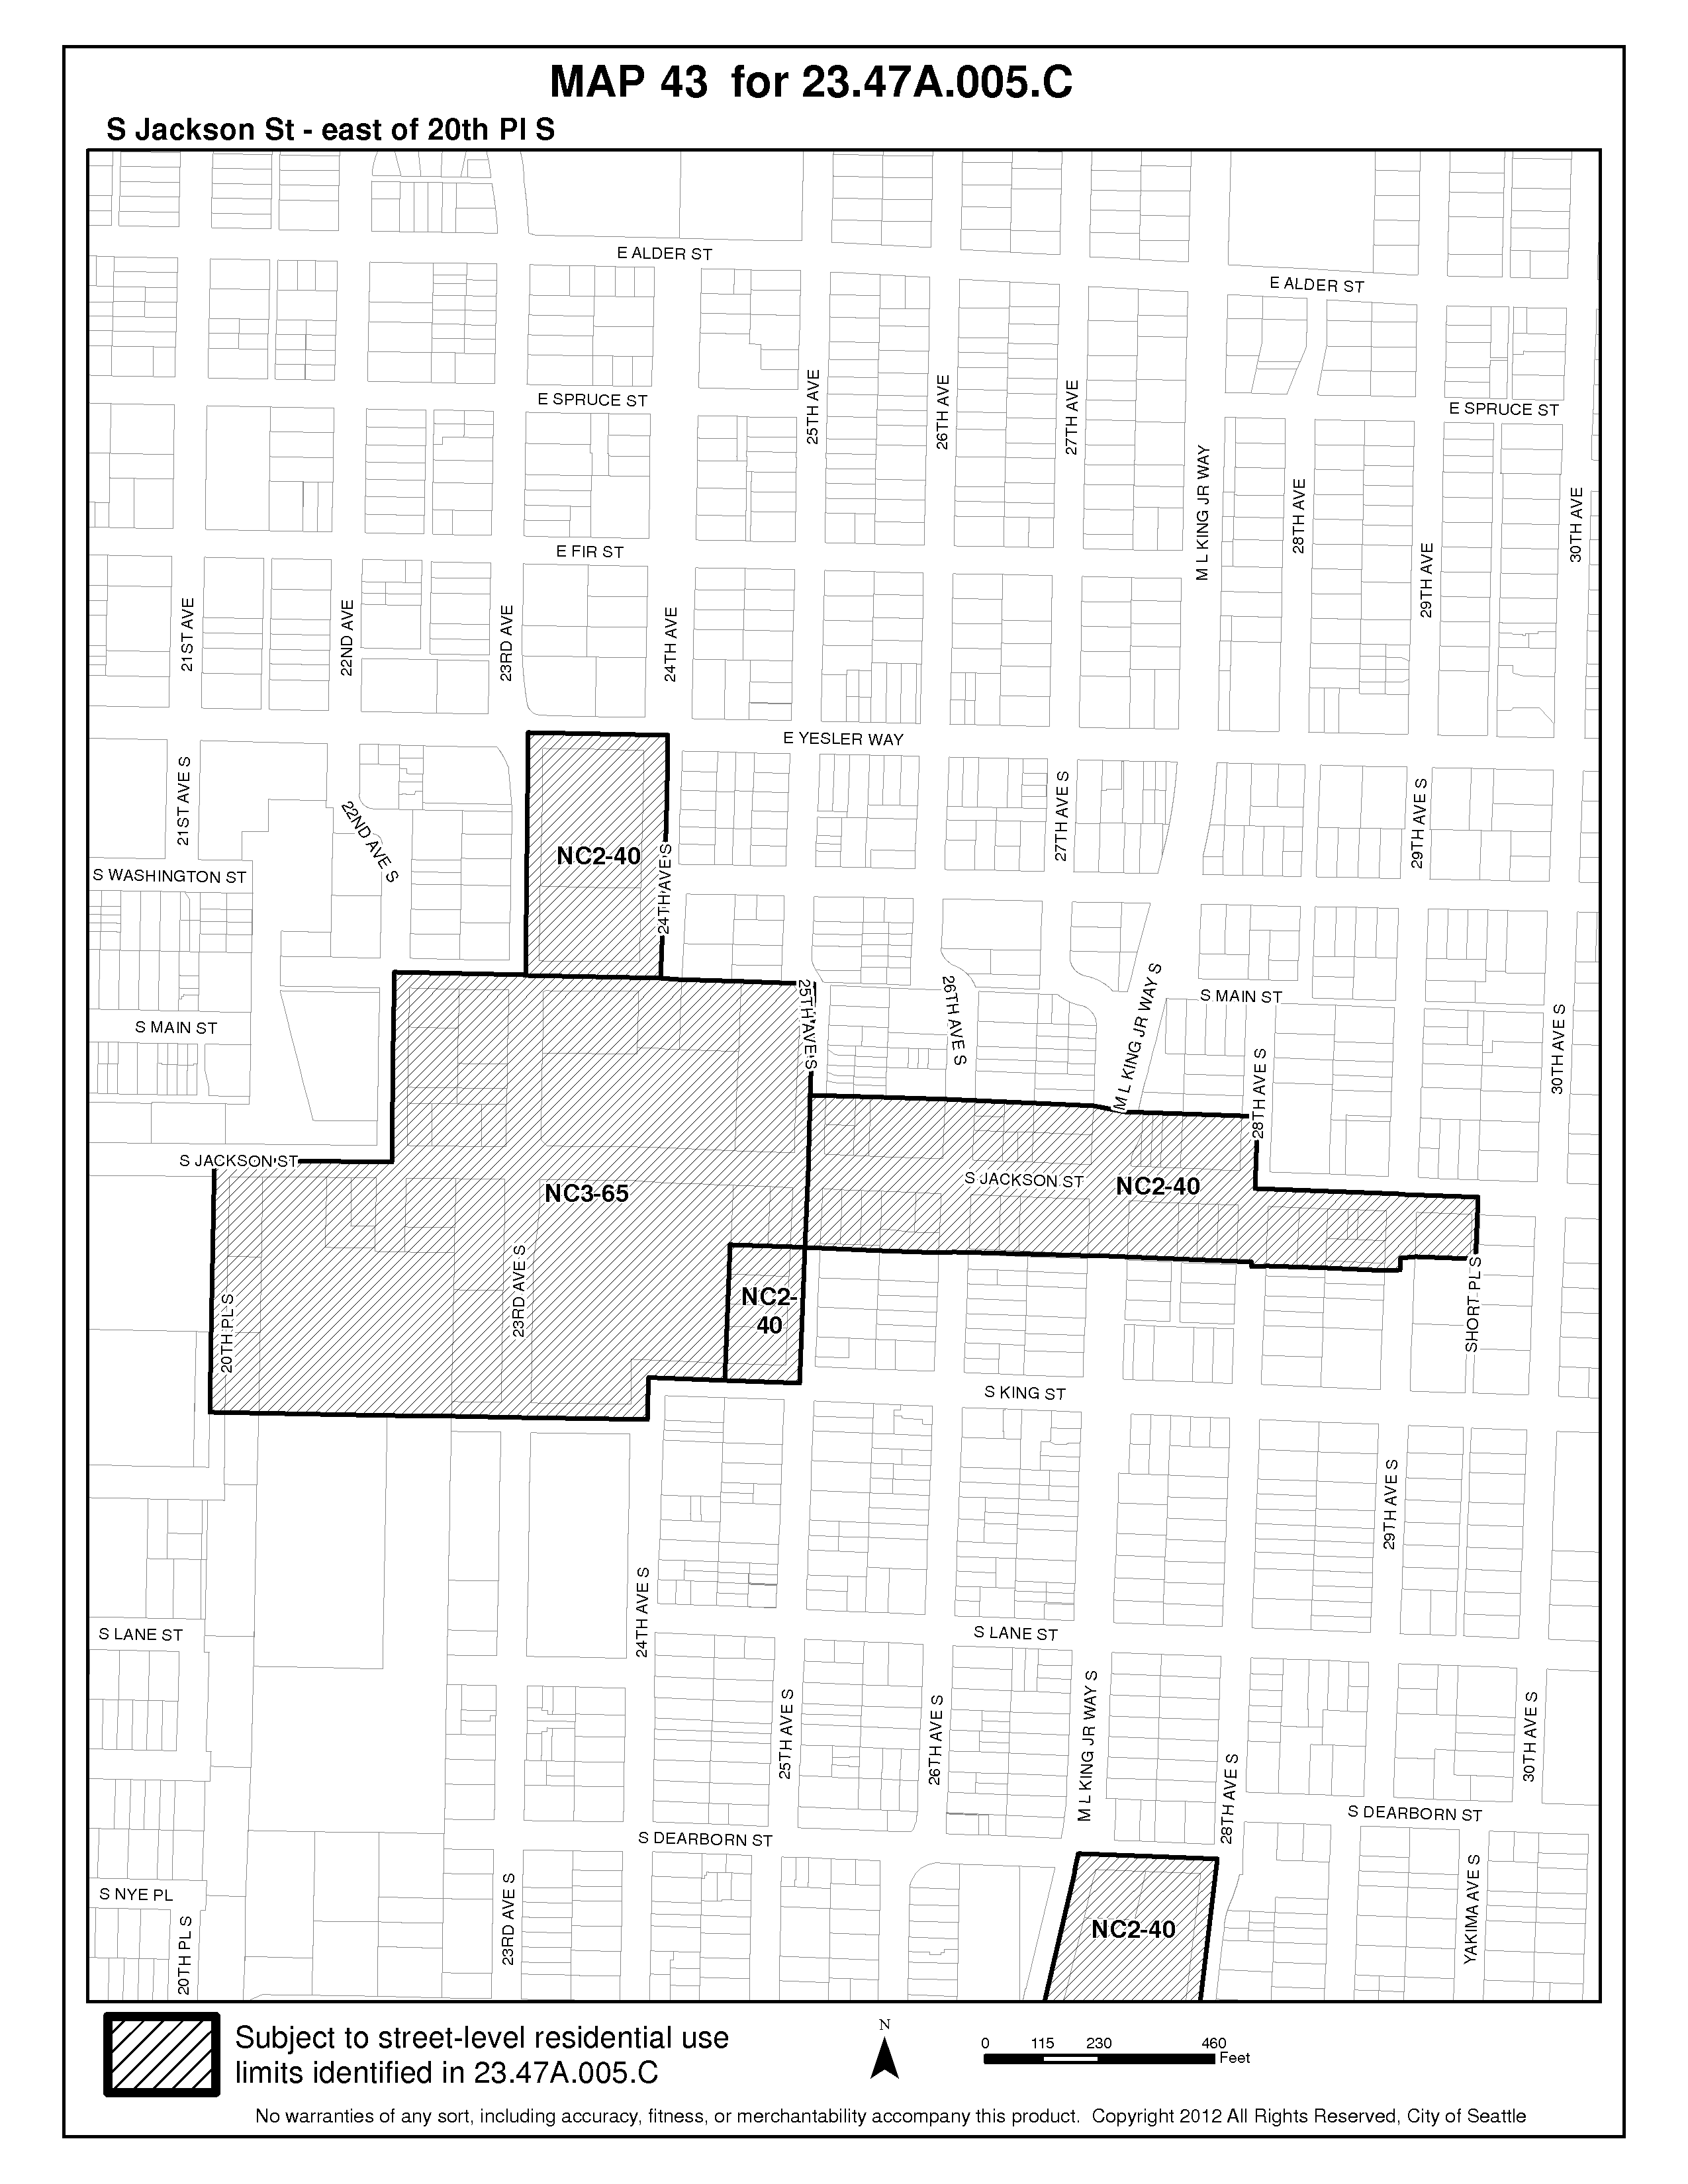 MAP 43 for 23.47A.005.C
S Jackson St - east of 20th Pl S
E ALDER ST
E ALDER ST
25TH AVE
26TH AVE
27TH AVE
E SPRUCE ST
E SPRUCE ST
M L KING JR WAY
28TH AVE
30TH AVE
E FIR ST
29TH AVE
21ST AVE
22ND AVE
23RD AVE
24TH AVE
E YESLER WAY
21ST AVE S
22ND AVE S
NC2-40
24TH AVE S
27TH AVE S
29TH AVE S
S WASHINGTON ST
25TH AVE S
26TH AVE S
M L KING JR WAY S
S MAIN ST
S MAIN ST
28TH AVE S
30TH AVE S
S JACKSON ST
S JACKSON ST
NC2-40
NC3-65
20TH PL S
23RD AVE S
NC2-
40
SHORT PL S
S KING ST
29TH AVE S
24TH AVE S
S LANE ST
S LANE ST
25TH AVE S
26TH AVE S
M L KING JR WAY S
28TH AVE S
30TH AVE S
S DEARBORN ST
S DEARBORN ST
S NYE PL
20TH PL S
23RD AVE S
NC2-40
YAKIMA AVE S
Subject to street-level residential use
limits identified in 23.47A.005.C
N
0 115 230 460
Feet
No warranties of any sort, including accuracy, fitness, or merchantability accompany this product. Copyright 2012 All Rights Reserved, City of Seattle